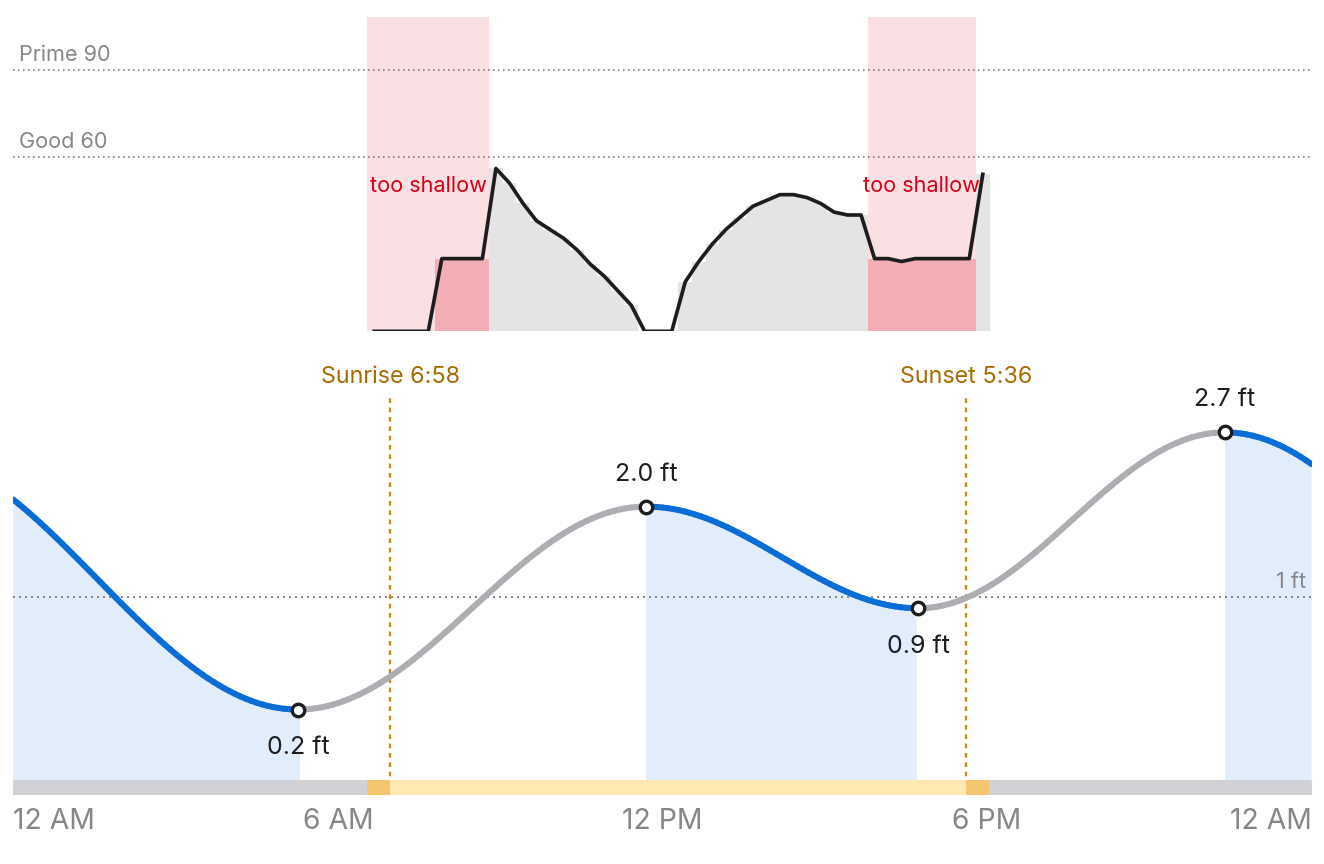 Prime 90
Good 60
too shallow
too shallow
Sunrise 6:58
Sunset 5:36
2.7 ft
2.0 ft
1 ft
0.9 ft
0.2 ft
12 AM
6 AM
12 PM
6 PM
12 AM